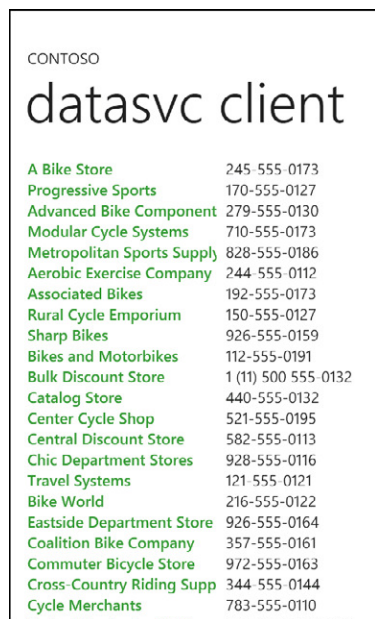 CONTOSO
datasvc client
A Bike Store 245-555-0173
Progressive Sports 170-555-0127
Advanced Bike Component 279-555-0130
Modular Cycle Systems 710-555-0173
Metropolitan Sports Supply 828-555-0186
Aerobic Exercise Company 244-555-0112
Associated Bikes 192-555-0173
Rural Cycle Emporium 150-555-0127
Sharp Bikes 926-555-0159
Bikes and Motorbikes 112-555-0191
Bulk Discount Store 1 (11) 500 555-0132
Catalog Store 440-555-0132
Center Cycle Shop 521-555-0195
Central Discount Store 582-555-0113
Chic Department Stores 928-555-0116
Travel Systems 121-555-0121
Bike World 216-555-0122
Eastside Department Store 926-555-0164
Coalition Bike Company 357-555-0161
Commuter Bicycle Store 972-555-0163
Cross-Country Riding Supp 344-555-0144
Cycle Merchants 783-555-0110